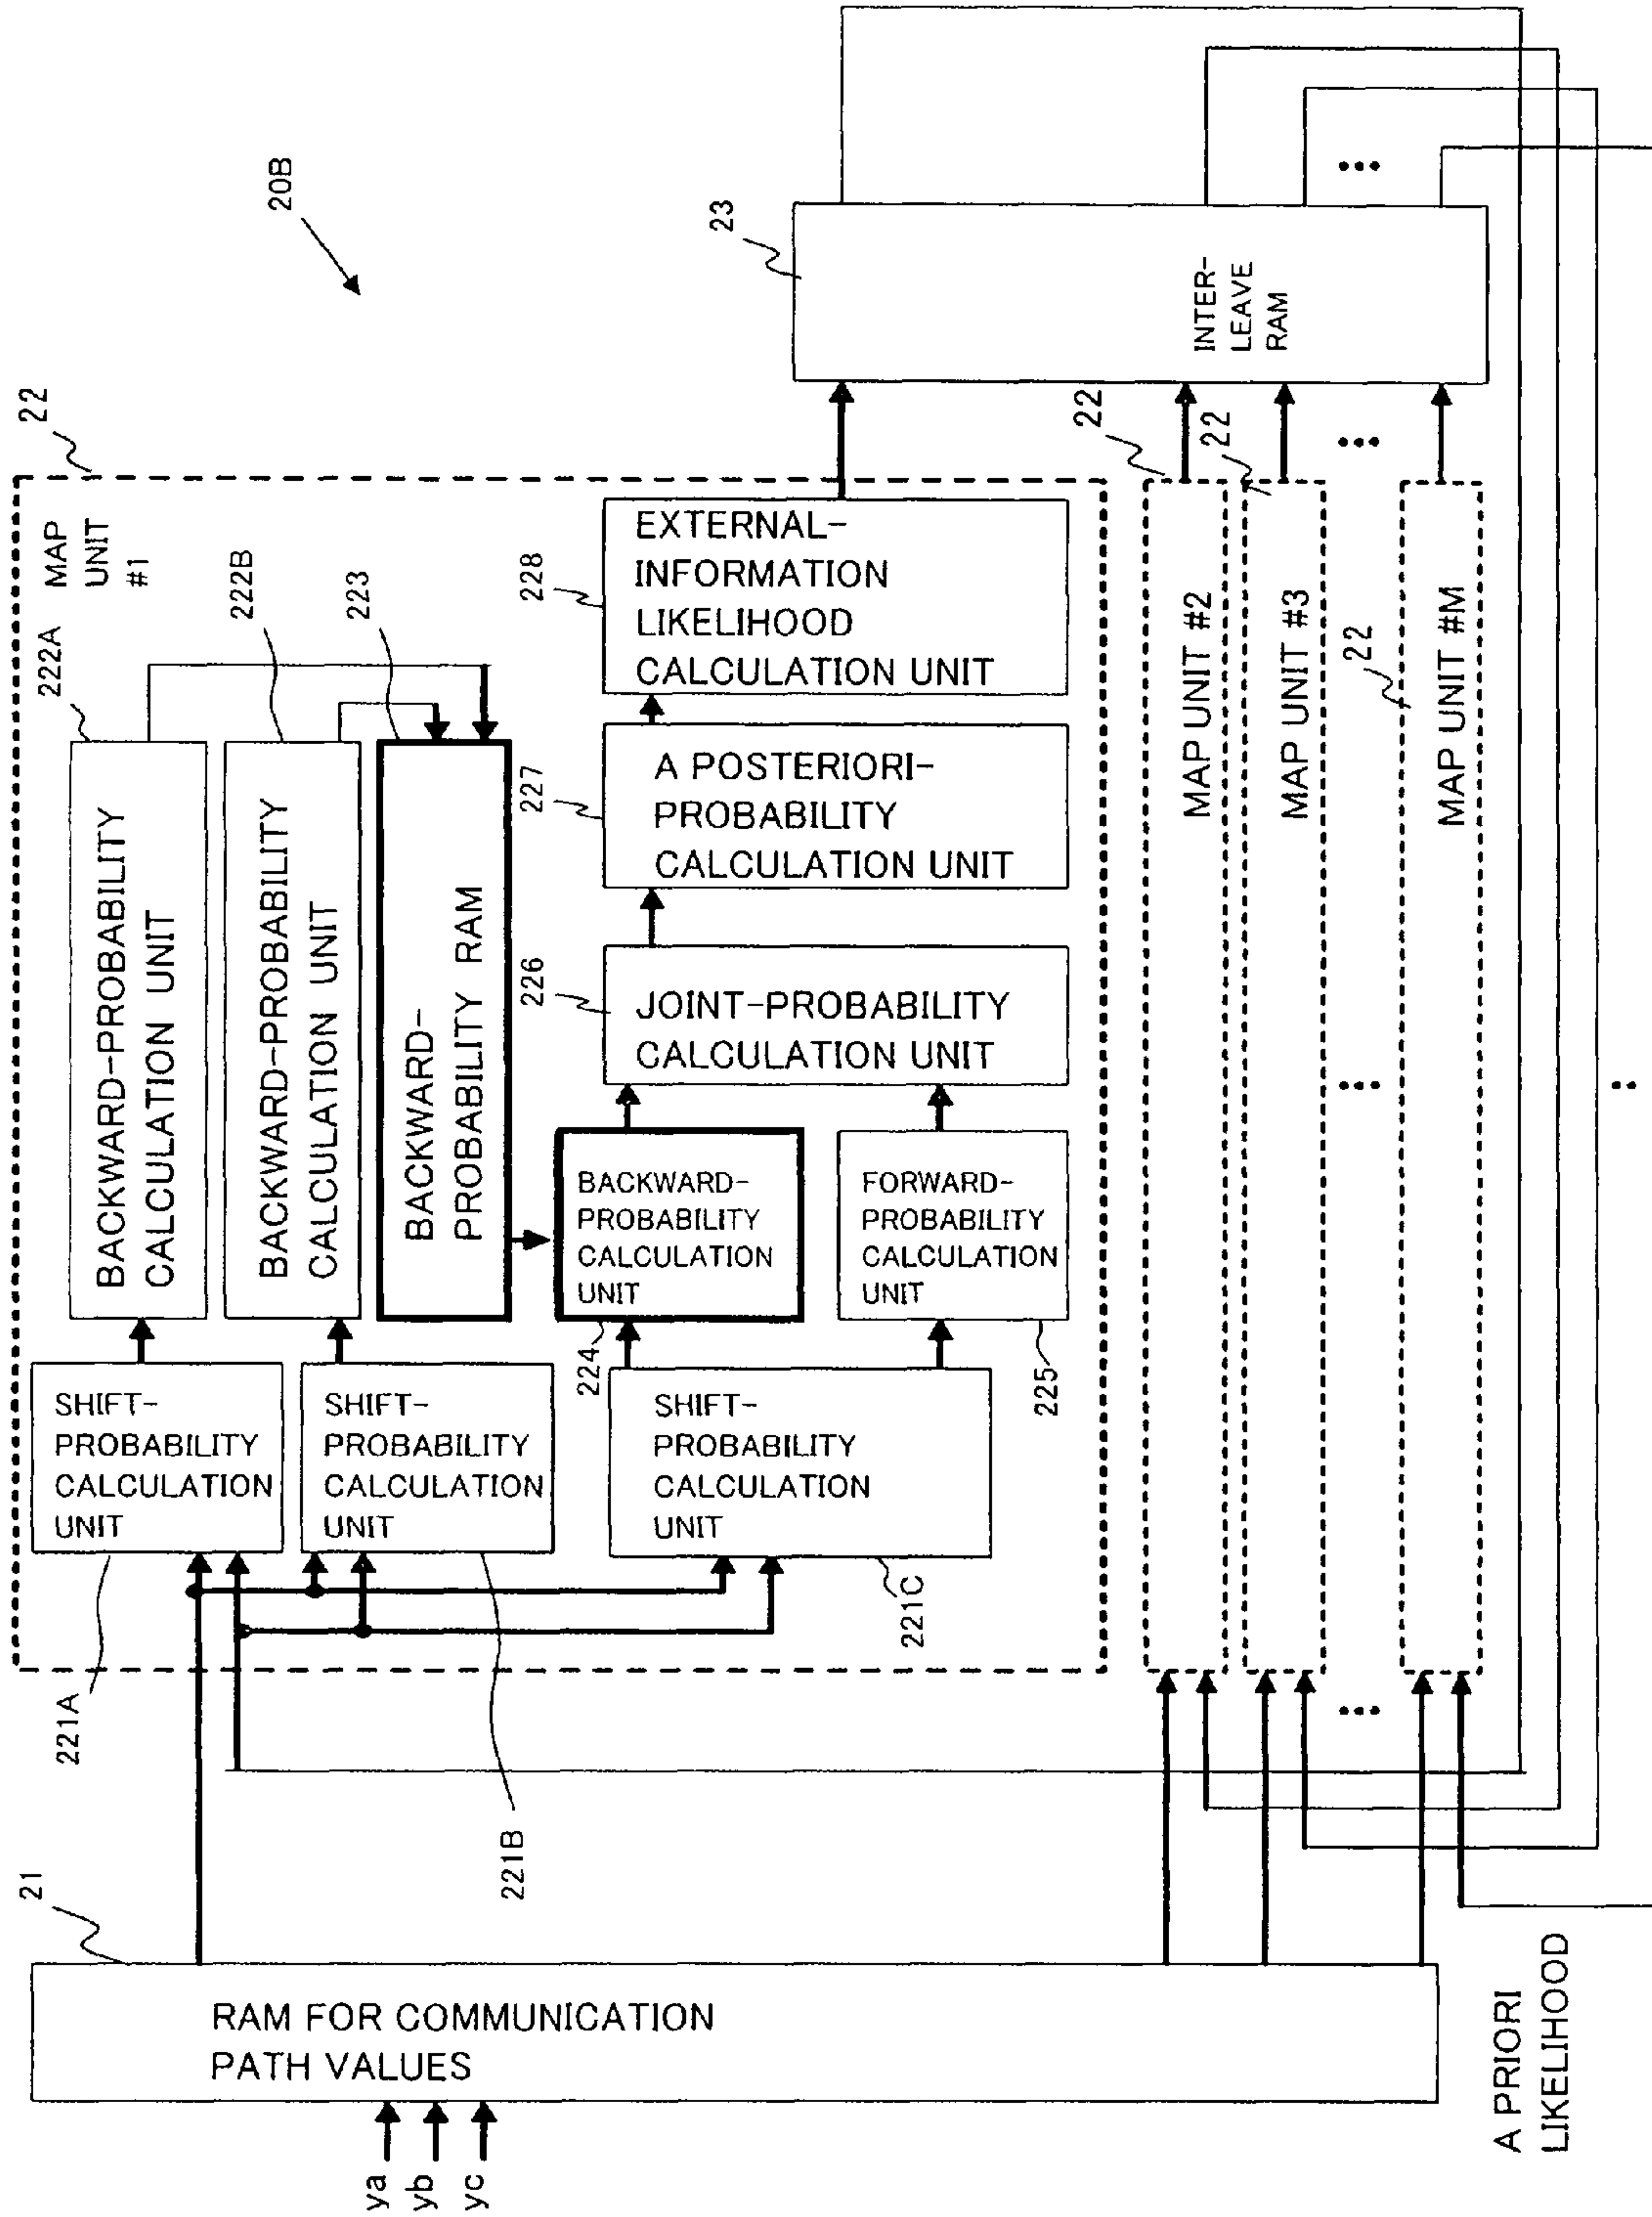 20B
22
MAP
UNIT
#1
221A
SHIFT-
PROBABILITY
CALCULATION
UNIT
222A
BACKWARD-PROBABILITY
CALCULATION UNIT
221B
SHIFT-
PROBABILITY
CALCULATION
UNIT
222B
BACKWARD-PROBABILITY
CALCULATION UNIT
223
BACKWARD-
PROBABILITY RAM
221C
SHIFT-
PROBABILITY
CALCULATION
UNIT
224
BACKWARD-
PROBABILITY
CALCULATION
UNIT
225
FORWARD-
PROBABILITY
CALCULATION
UNIT
226
JOINT-PROBABILITY
CALCULATION UNIT
227
A POSTERIORI-
PROBABILITY
CALCULATION UNIT
228
EXTERNAL-
INFORMATION
LIKELIHOOD
CALCULATION UNIT
21
RAM FOR COMMUNICATION
PATH VALUES
ya
yb
yc
23
INTER-
LEAVE
RAM
22
MAP UNIT #2
22
MAP UNIT #3
22
MAP UNIT #M
A PRIORI
LIKELIHOOD